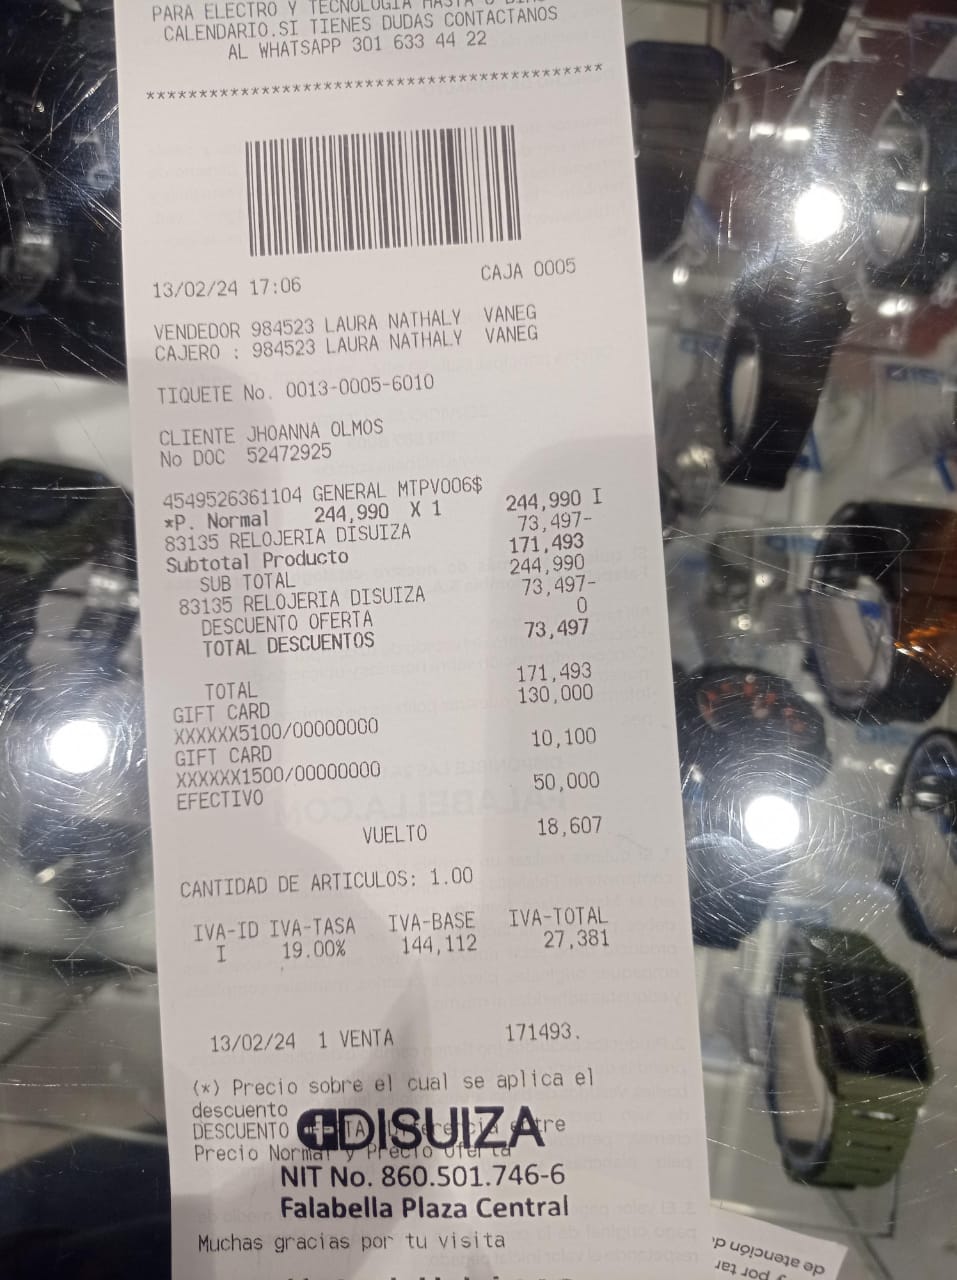 PARA ELECTRO Y TECNOLOGIA HASTA
CALENDARIO.SI TIENES DUDAS CONTACTANOS
AL WHATSAPP 301 633 44 22
*******************************************
13/02/24 17:06 CAJA 0005
VENDEDOR 984523 LAURA NATHALY VANEG
CAJERO : 984523 LAURA NATHALY VANEG
TIQUETE No. 0013-0005-6010
CLIENTE JHOANNA OLMOS
No DOC 52472925
4549526361104 GENERAL MTPV006$ 244,990 I
*P. Normal 244,990 X 1
83135 RELOJERIA DISUIZA 73,497-
Subtotal Producto 171,493
SUB TOTAL 244,990
83135 RELOJERIA DISUIZA 73,497-
DESCUENTO OFERTA 0
TOTAL DESCUENTOS 73,497
TOTAL 171,493
GIFT CARD 130,000
XXXXXX5100/00000000
GIFT CARD 10,100
XXXXXX1500/00000000
EFECTIVO 50,000
VUELTO 18,607
CANTIDAD DE ARTICULOS: 1.00
IVA-ID IVA-TASA IVA-BASE IVA-TOTAL
I 19.00% 144,112 27,381
13/02/24 1 VENTA 171493.
(*) Precio sobre el cual se aplica el
descuento
DESCUENTO
DISUIZA
Precio Normal y Precio Oferta
NIT No. 860.501.746-6
Falabella Plaza Central
Muchas gracias por tu visita